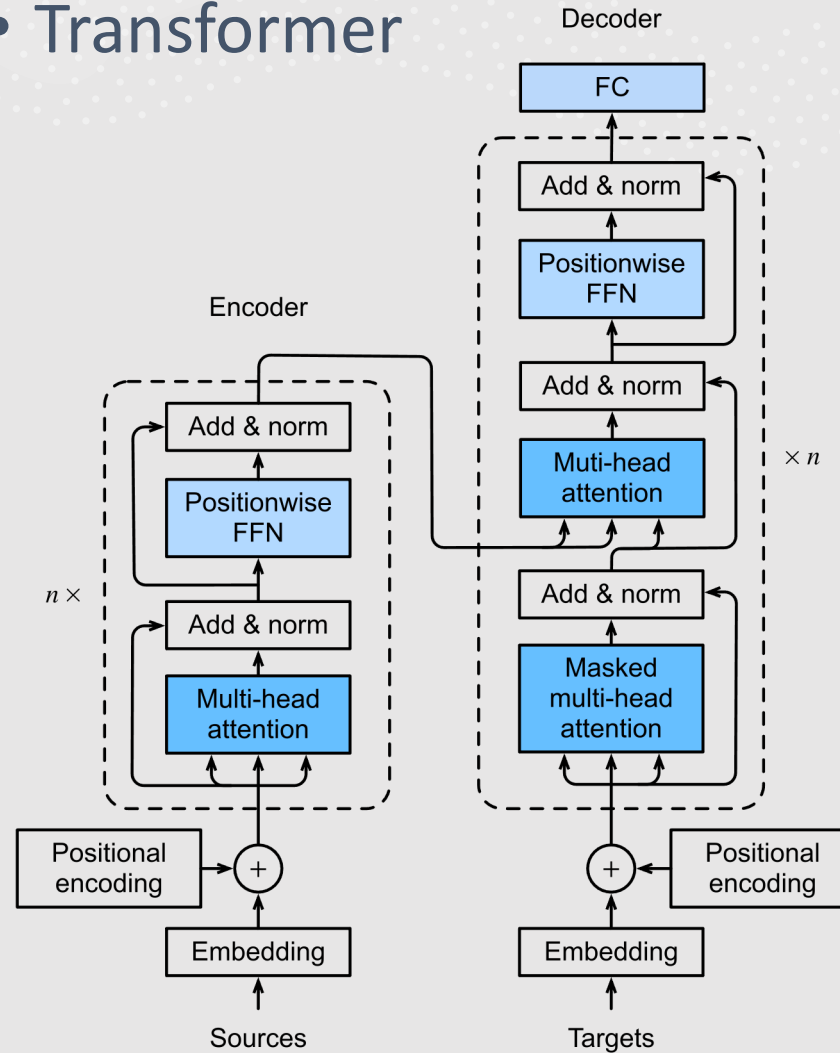 • Transformer
Decoder
FC
Add & norm
Positionwise
FFN
Add & norm
Muti-head
attention
× n
Add & norm
Masked
multi-head
attention
Positional
encoding
+
Embedding
Targets
Encoder
Add & norm
Positionwise
FFN
n ×
Add & norm
Multi-head
attention
Positional
encoding
+
Embedding
Sources